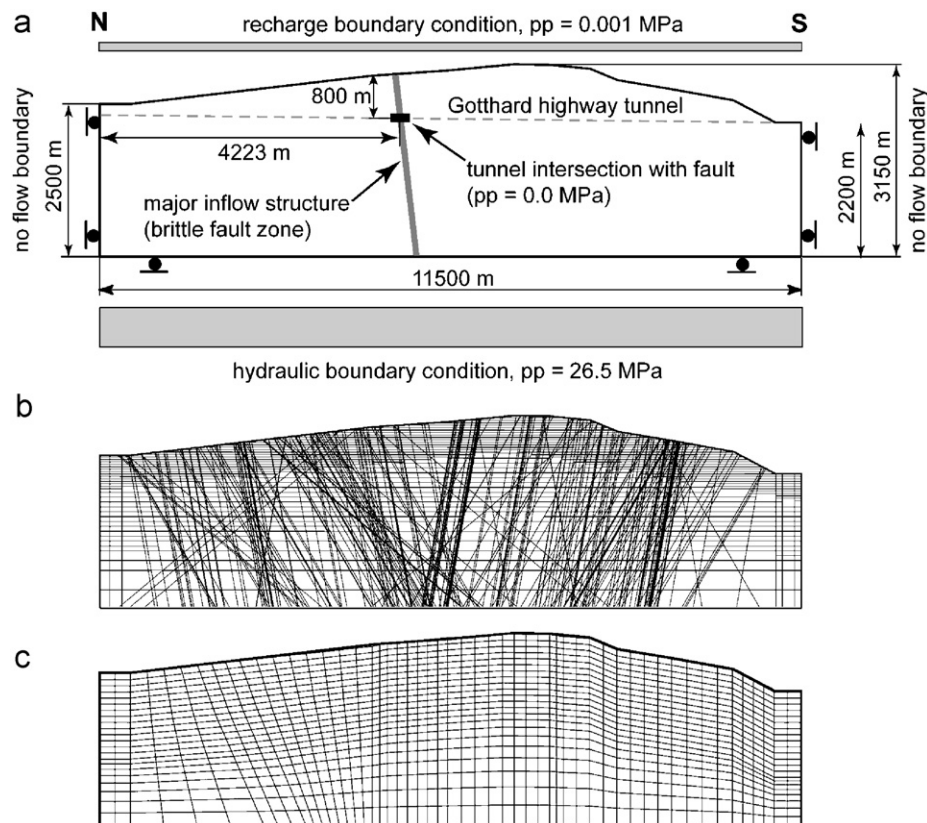 a
N
recharge boundary condition, pp = 0.001 MPa
S
no flow boundary
2500 m
800 m
Gotthard highway tunnel
4223 m
tunnel intersection with fault
(pp = 0.0 MPa)
major inflow structure
(brittle fault zone)
2200 m
3150 m
no flow boundary
11500 m
hydraulic boundary condition, pp = 26.5 MPa
b
c